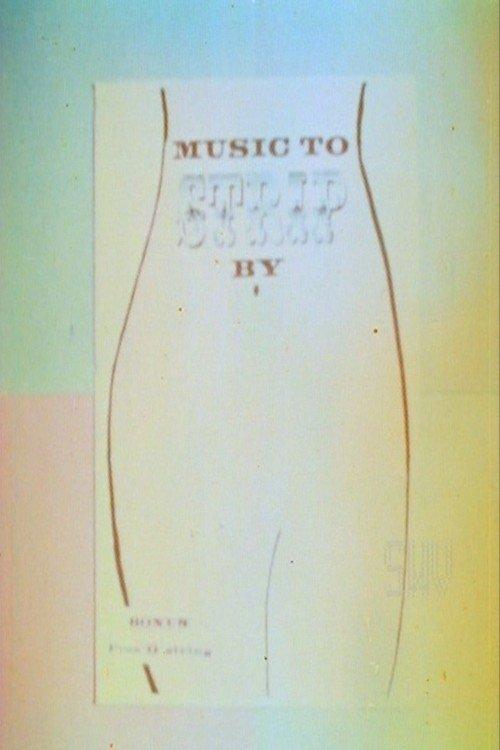 MUSIC TO
STRIP
BY
BONUS
Free G string